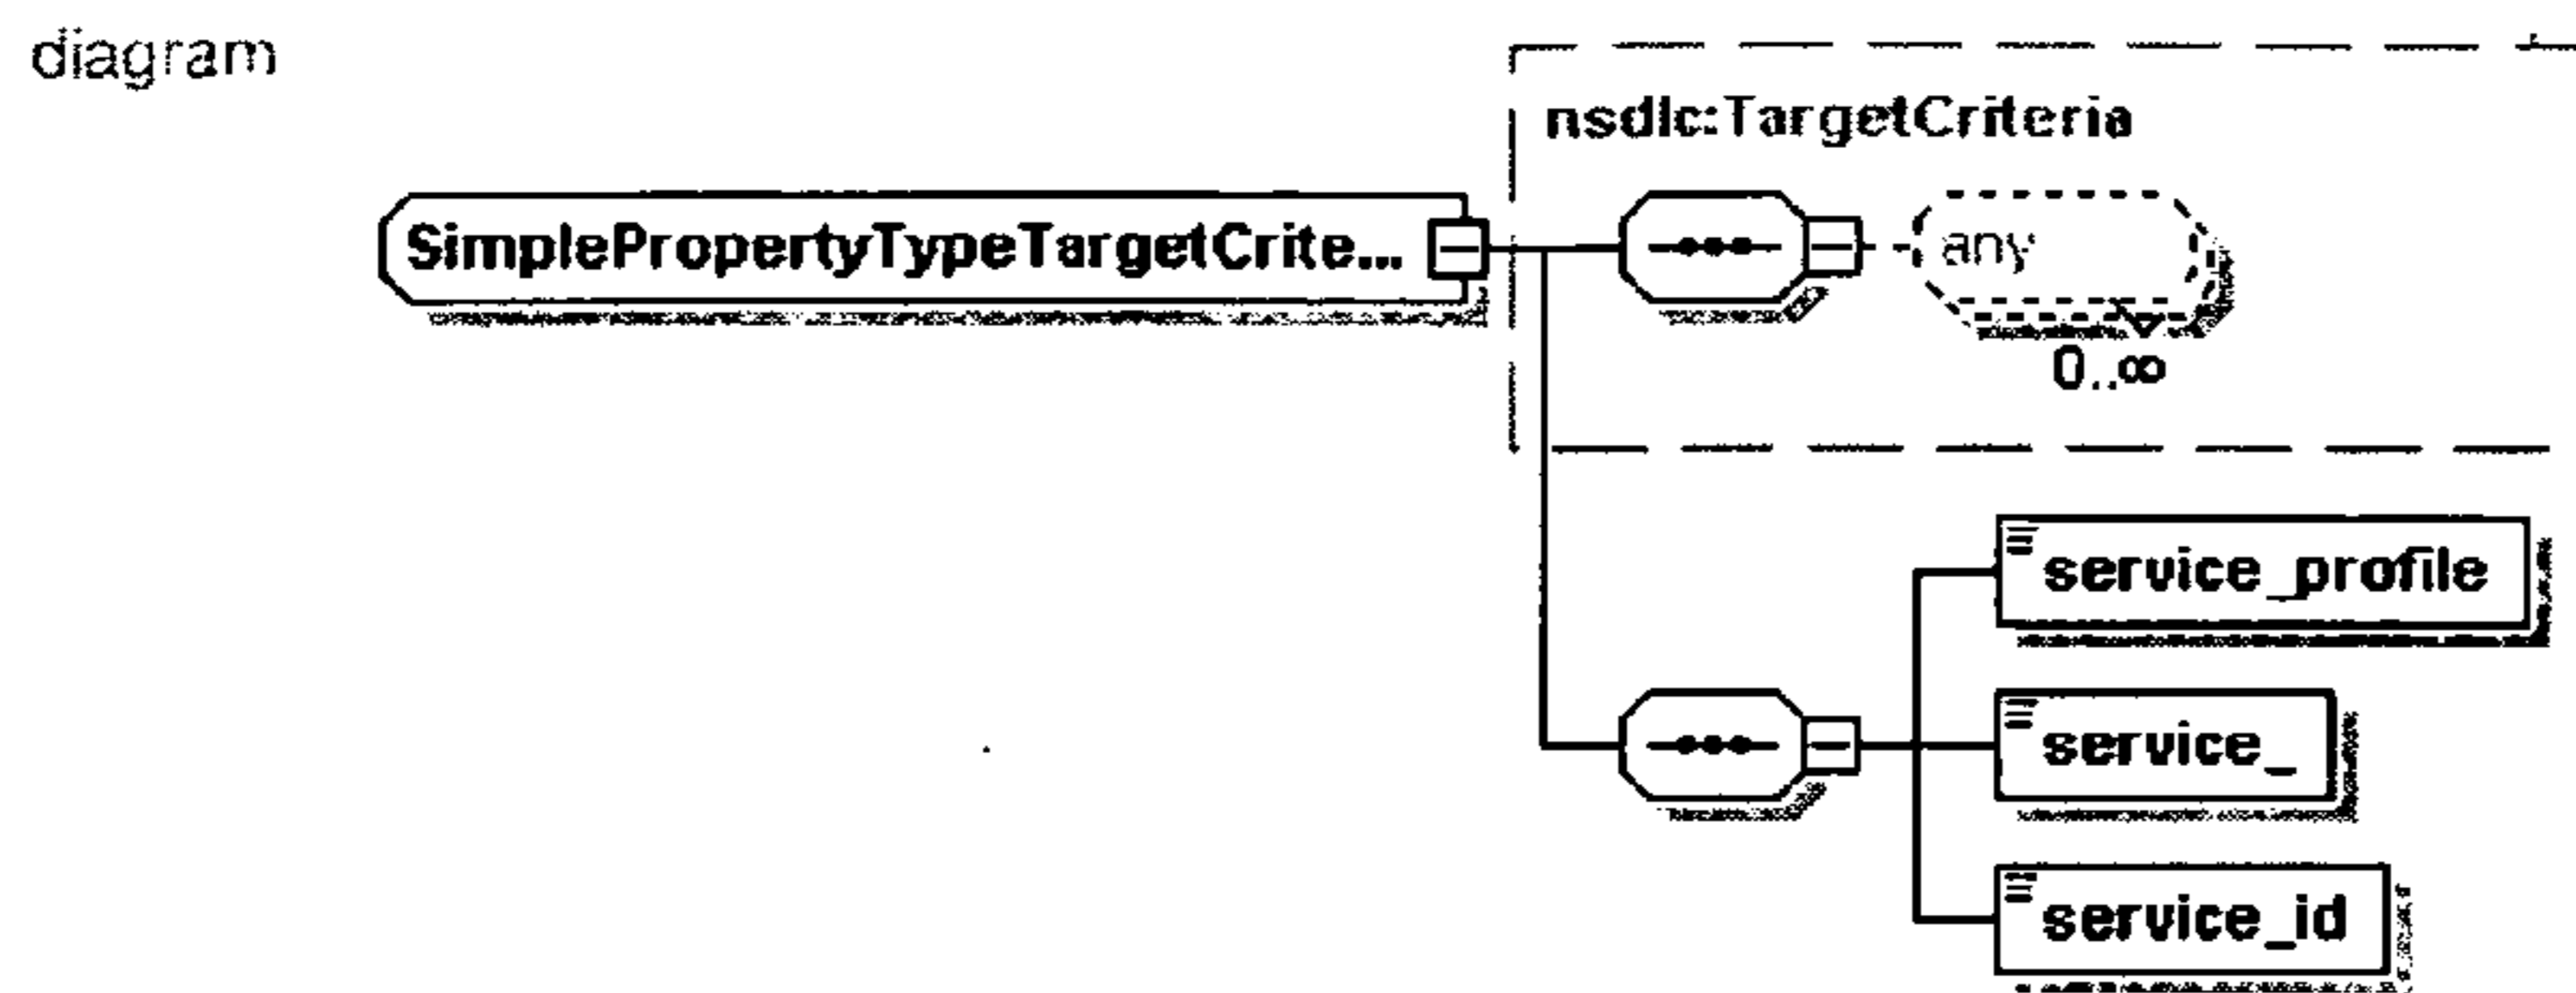 diagram
nsdlc:TargetCriteria
SimplePropertyTypeTargetCrite...
any
0..∞
service_profile
service_
service_id